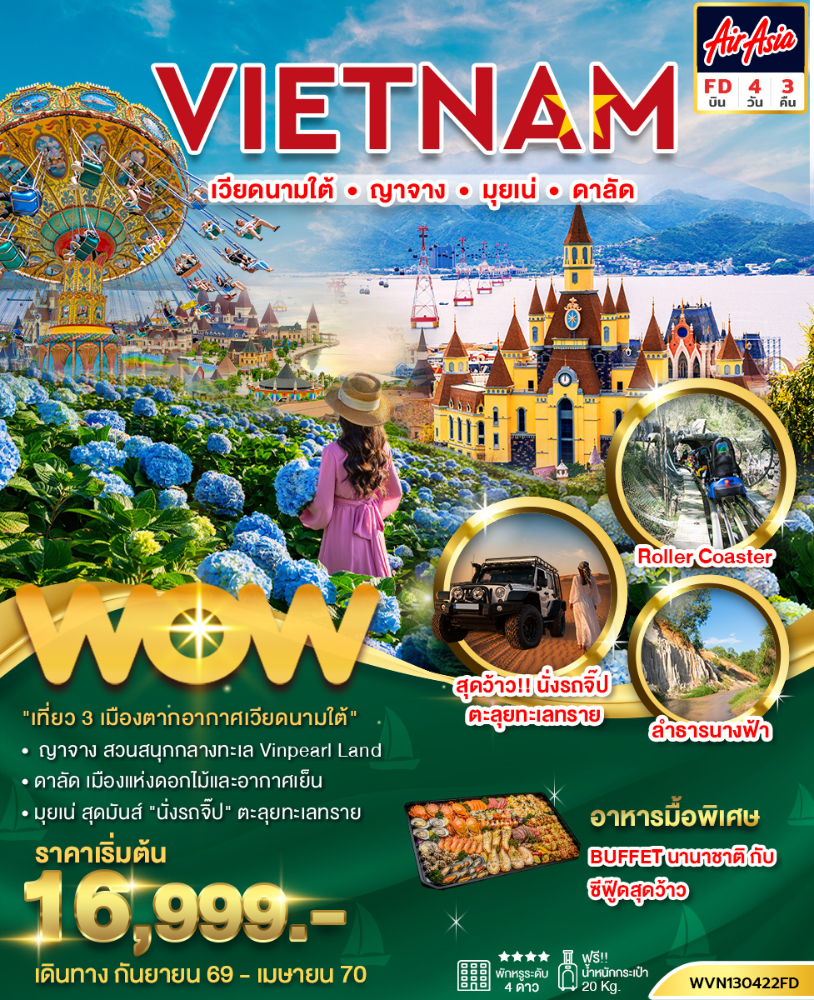 AirAsia
FD 4 3
บิน วัน คืน
VIETNAM
เวียดนามใต้ • ญาจาง • มุยเน่ • ดาลัด
Roller Coaster
WOW
สุดว้าว!! นั่งรถจี๊ป
ตะลุยทะเลทราย
ลำธารนางฟ้า
"เที่ยว 3 เมืองตากอากาศเวียดนามใต้"
• ญาจาง สวนสนุกกลางทะเล Vinpearl Land
• ดาลัด เมืองแห่งดอกไม้และอากาศเย็น
• มุยเน่ สุดมันส์ "นั่งรถจิ๊ป" ตะลุยทะเลทราย
อาหารมื้อพิเศษ
BUFFET นานาชาติ กับ
ซีฟู๊ดสุดว้าว
ราคาเริ่มต้น
16,999.-
เดินทาง กันยายน 69 - เมษายน 70
พักหรูระดับ
4 ดาว
ฟรี!!
น้ำหนักกระเป๋า
20 Kg.
WVN130422FD